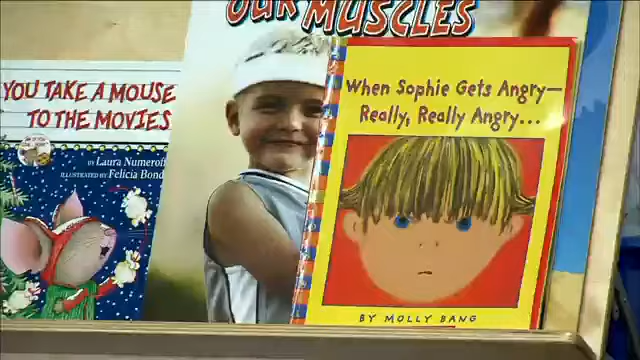 OUR MUSCLES
YOU TAKE A MOUSE
TO THE MOVIES
BY Laura Numeroff
ILLUSTRATED BY Felicia Bond
When Sophie Gets Angry—
Really, Really Angry...
BY MOLLY BANG